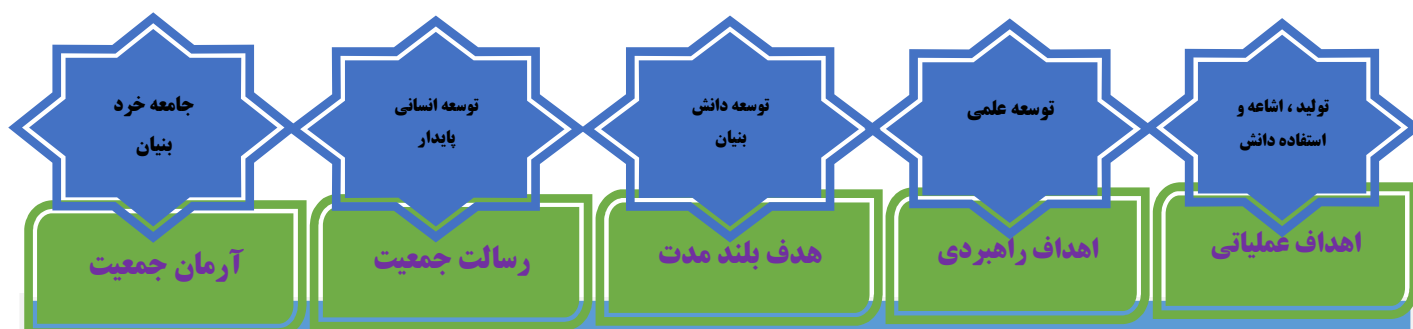 تولید ، اشاعه و
استفاده دانش
اهداف عملیاتی
توسعه علمی
اهداف راهبردی
توسعه دانش
بنیان
هدف بلند مدت
توسعه انسانی
پایدار
رسالت جمعیت
جامعه خرد
بنیان
آرمان جمعیت